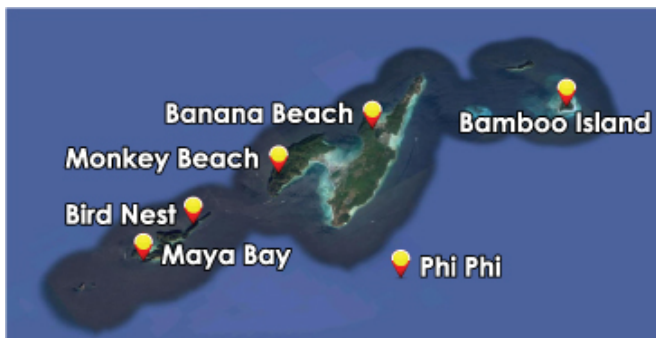 Banana Beach
Bamboo Island
Monkey Beach
Bird Nest
Maya Bay
Phi Phi